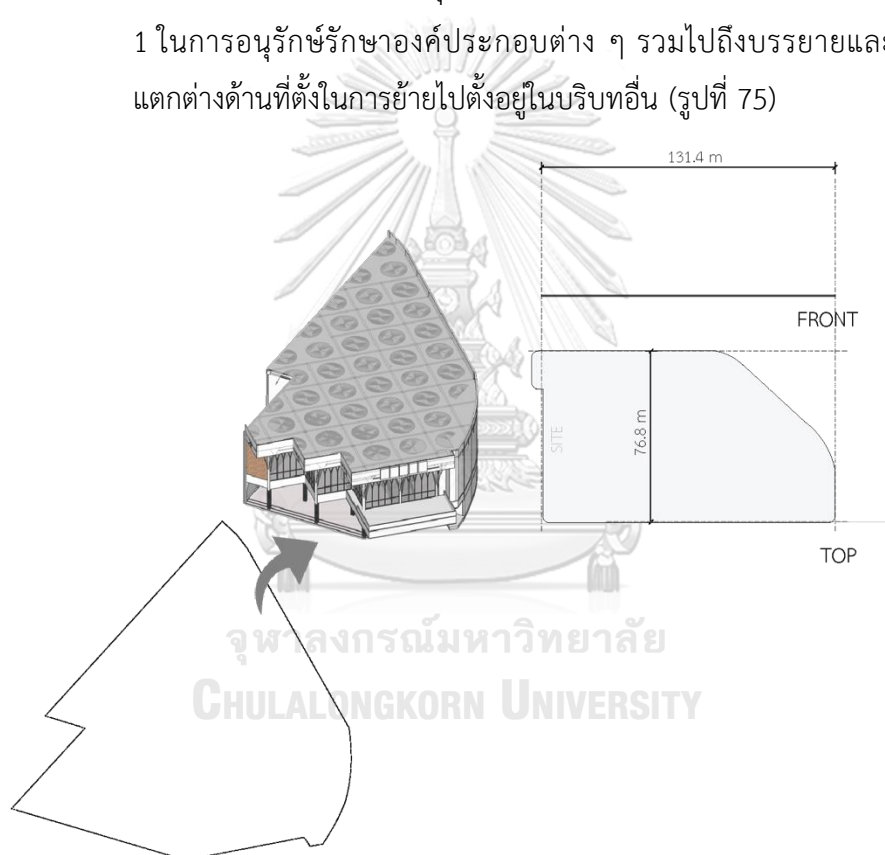 1 ในการอนุรักษ์รักษาองค์ประกอบต่าง ๆ รวมไปถึงบรรยายและ
แตกต่างด้านที่ตั้งในการย้ายไปตั้งอยู่ในบริบทอื่น (รูปที่ 75)
131.4 m
FRONT
SITE
76.8 m
TOP
จุฬาลงกรณ์มหาวิทยาลัย
CHULALONGKORN UNIVERSITY